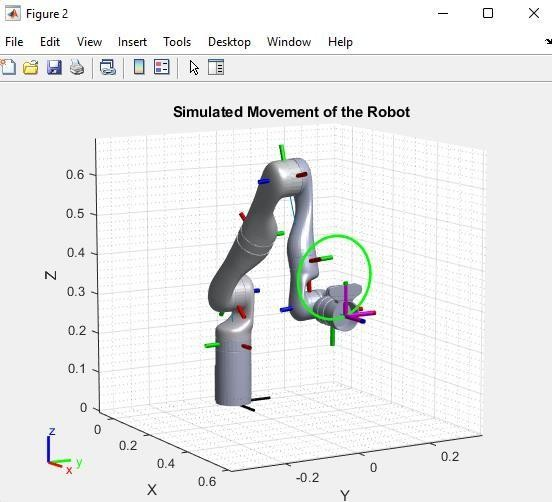 Figure 2
File Edit View Insert Tools Desktop Window Help
Simulated Movement of the Robot
0.6
0.5
0.4
0.3
0.2
0.1
0
Z
0
0.2
0.4
0.6
X
-0.2
0
0.2
Y
z
y
x